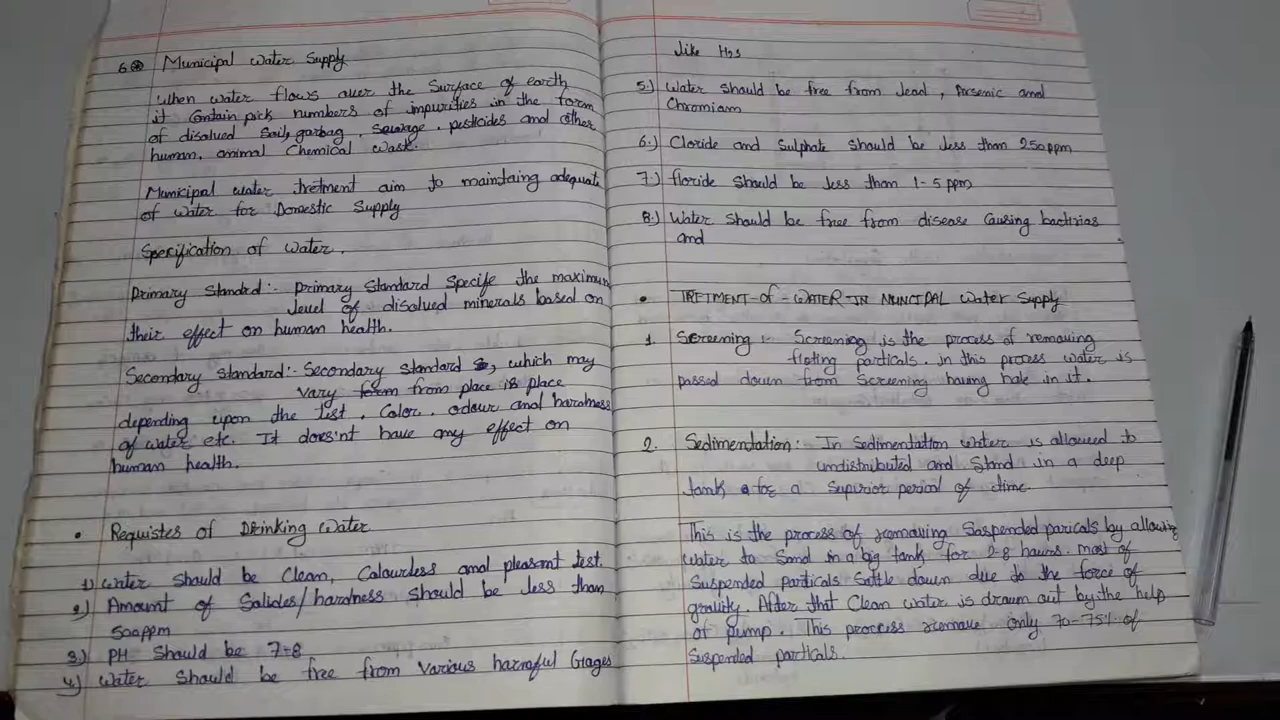 6 ⊛ Municipal Water Supply
When water flows over the Surface of earth
it Contain pick numbers of impurities in the form
of disalued Soil, garbag, Sewage, pesticides and other
human, animal Chemical Wask.
Municipal water tretment aim to maintaing adequate
of Water for Domestic Supply
Specification of Water.
Primary Standed :- Primary Standard Specife the maximum
level of disalued minerals based on
their effect on human health.
Secondary Standard :- Secondary standard , which may
Vary from place is place
depending upon the test, Color, odour and hardness
of water etc. It does'nt have any effect on
human health.
• Requistes of Drinking Water
1) Water should be Clean, Colourless and pleasant test.
2) Amount of Salides/hardness should be less than
500ppm
3) PH Should be 7-8
4) Water should be free from Various harmful Gages
like H2s
5.) Water should be free from lead, Arsenic and
Chromiam
6.) Cloride and Sulphate should be less than 250ppm
7.) floride should be less than 1-5 ppm
8.) Water should be free from disease Causing bactirias
and
• TRETMENT-of-WATER IN MUNCIPAL Water Supply
1. Screening :- Screening is the process of removing
floting particals. in this process water is
passed down from Screening having hole in it.
2. Sedimentation : In Sedimentation water is allowed to
undistributed and Stand in a deep
tank for a Superior period of time.
This is the process of removing Suspended paricals by allowing
water to Sand in a big tank for 2-8 hours. most of
Suspended particals Sattle down due to the force of
gravity. After that Clean water is drawn out by the help
of pump. This process remove only 70-75% of
Suspended particals.